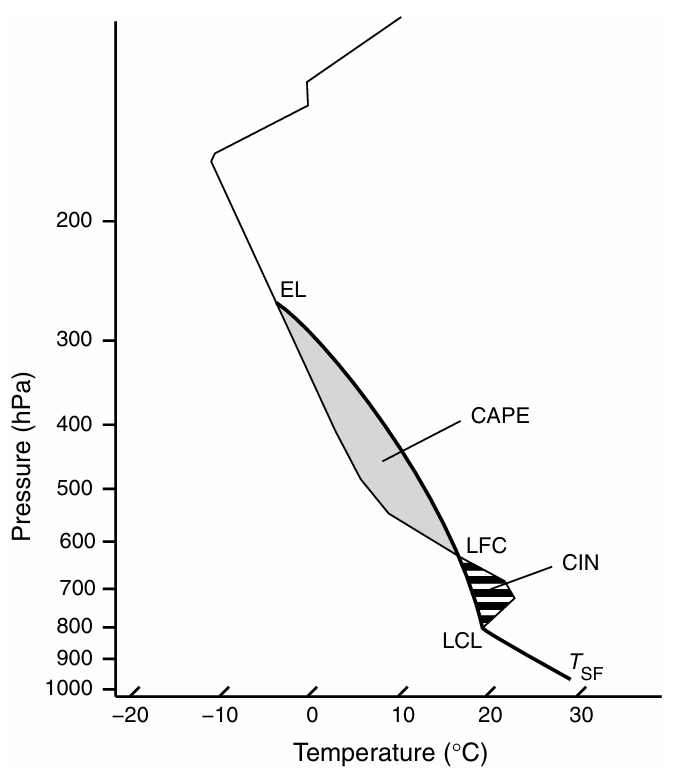 200
EL
300
CAPE
400
Pressure (hPa)
500
600
LFC
CIN
700
800
LCL
900
T_SF
1000
−20 −10 0 10 20 30
Temperature (°C)